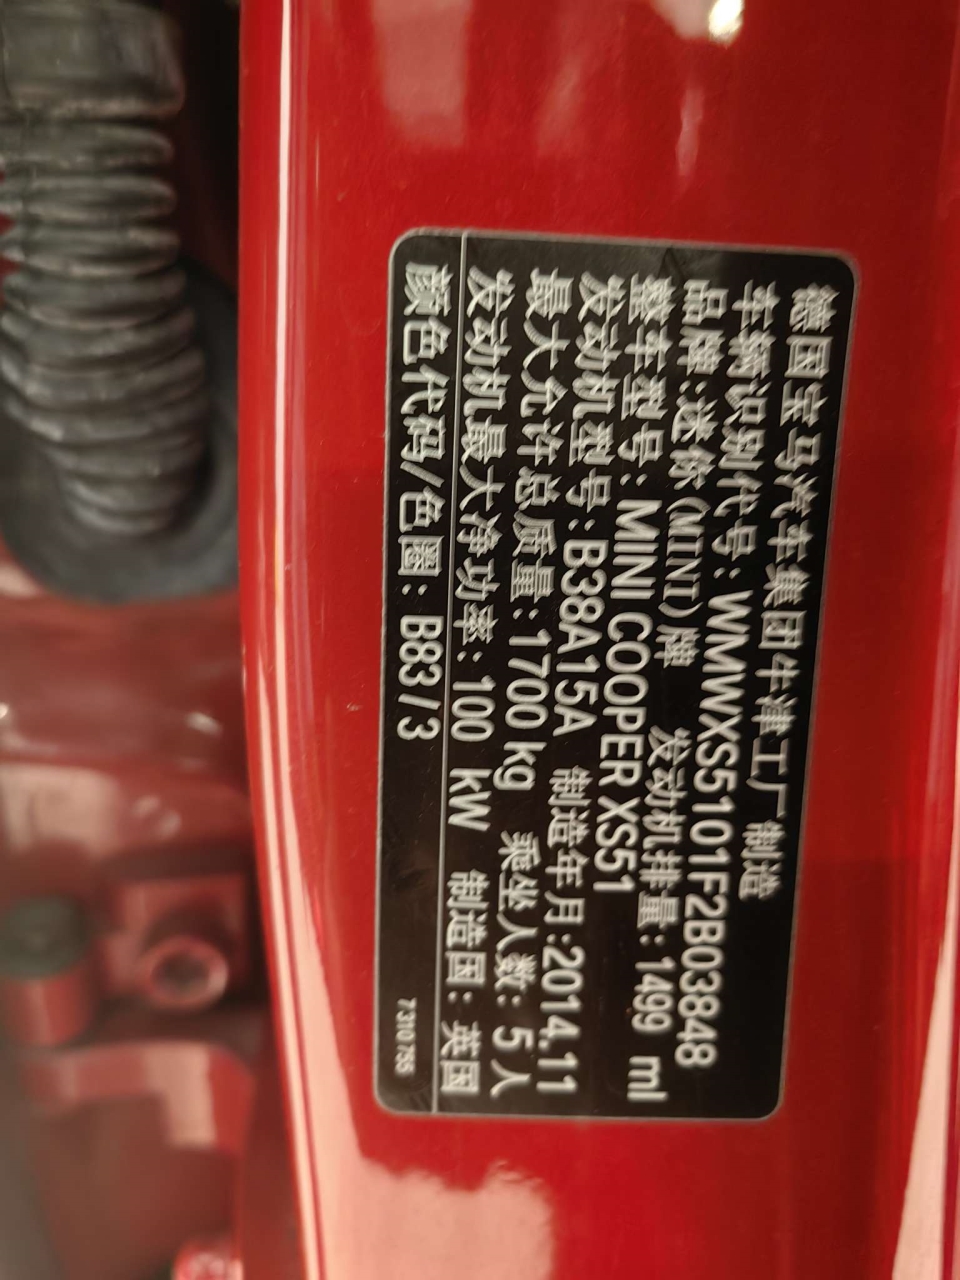 德国宝马汽车集团牛津工厂制造
车辆识别代号:WMWXS5101F2B03848
品牌:迷你(MINI)牌 发动机排量:1499 ml
整车型号:MINI COOPER XS51
发动机型号:B38A15A 制造年月:2014.11
最大允许总质量:1700 kg 乘坐人数:5人
发动机最大净功率:100 kW 制造国:英国
颜色代码/色圈:B83/3 7310755